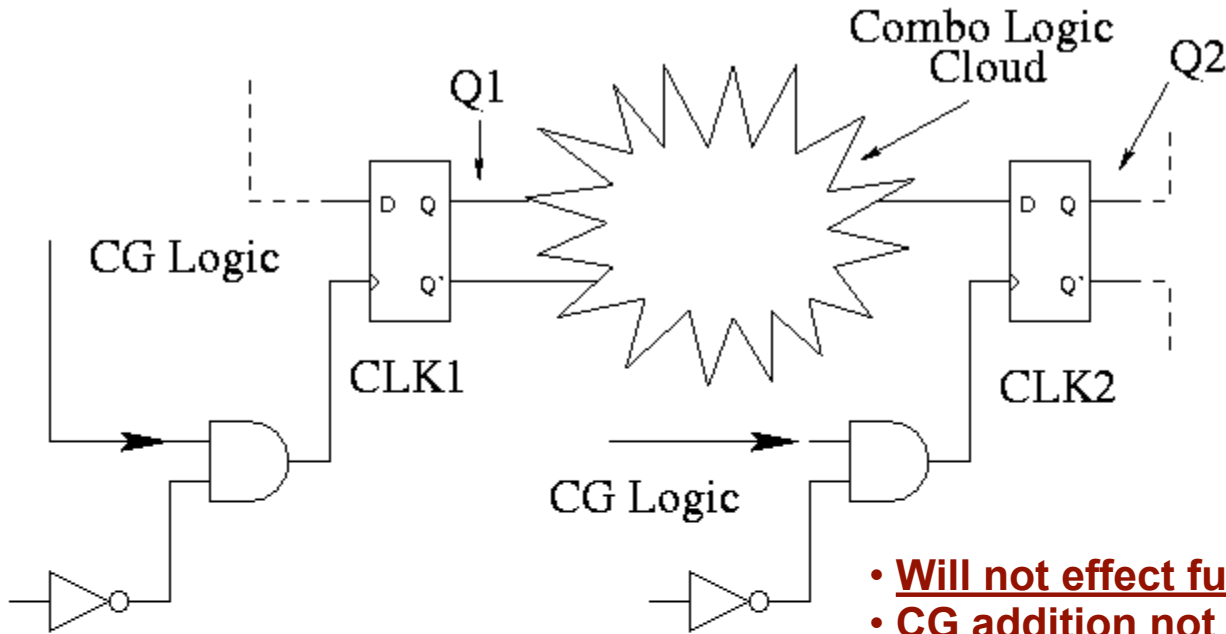 Combo Logic
Cloud
Q2
Q1
D Q
Q`
CG Logic
CLK1
D Q
Q`
CLK2
CG Logic
• Will not effect fu
• CG addition not